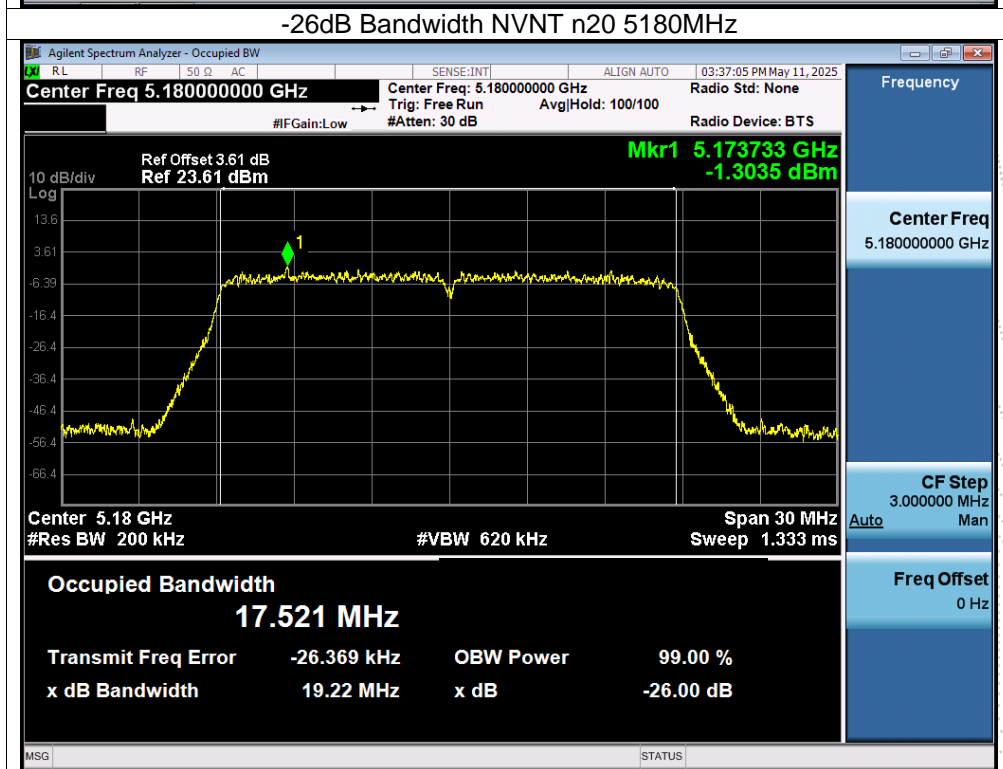 -26dB Bandwidth NVNT n20 5180MHz
Agilent Spectrum Analyzer - Occupied BW
LXI RL RF 50 Ω AC SENSE:INT ALIGN AUTO 03:37:05 PM May 11, 2025
Center Freq 5.180000000 GHz
Center Freq: 5.180000000 GHz Radio Std: None
Trig: Free Run Avg|Hold: 100/100
#IFGain:Low #Atten: 30 dB Radio Device: BTS
Frequency
Mkr1 5.173733 GHz
-1.3035 dBm
Ref Offset 3.61 dB
10 dB/div Ref 23.61 dBm
Log
13.6
1
3.61
-6.39
-16.4
-26.4
-36.4
-46.4
-56.4
-66.4
Center Freq
5.180000000 GHz
Center 5.18 GHz Span 30 MHz
#Res BW 200 kHz #VBW 620 kHz Sweep 1.333 ms
CF Step
3.000000 MHz
Auto Man
Occupied Bandwidth
17.521 MHz
Transmit Freq Error -26.369 kHz OBW Power 99.00 %
x dB Bandwidth 19.22 MHz x dB -26.00 dB
Freq Offset
0 Hz
MSG STATUS